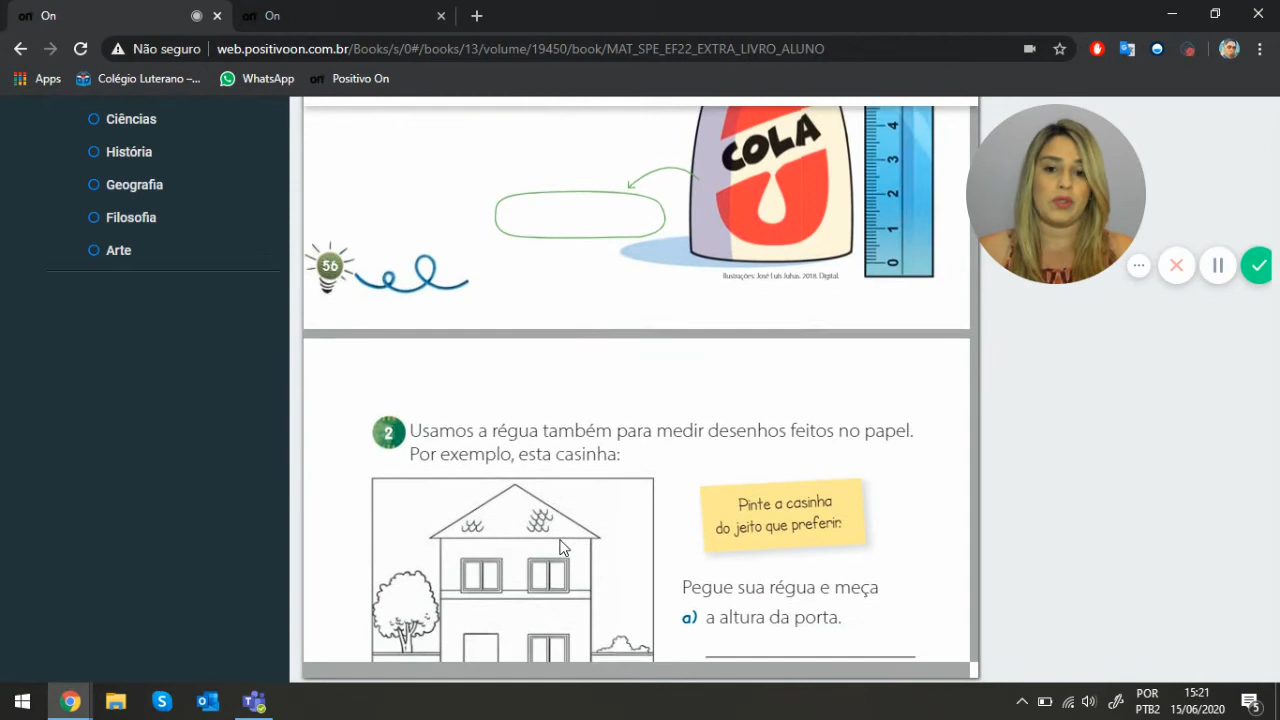 On
On
Não seguro
web.positivoon.com.br/Books/s/0#/books/13/volume/19450/book/MAT_SPE_EF22_EXTRA_LIVRO_ALUNO
Apps
Colégio Luterano –...
WhatsApp
on
Positivo On
Ciências
História
Geografia
Filosofia
Arte
COLA
4
3
2
1
0
56
Ilustrações: José Luís Juhas. 2018. Digital.
2
Usamos a régua também para medir desenhos feitos no papel.
Por exemplo, esta casinha:
Pinte a casinha
do jeito que preferir.
Pegue sua régua e meça
a) a altura da porta.
POR
PTB2
15:21
15/06/2020
5